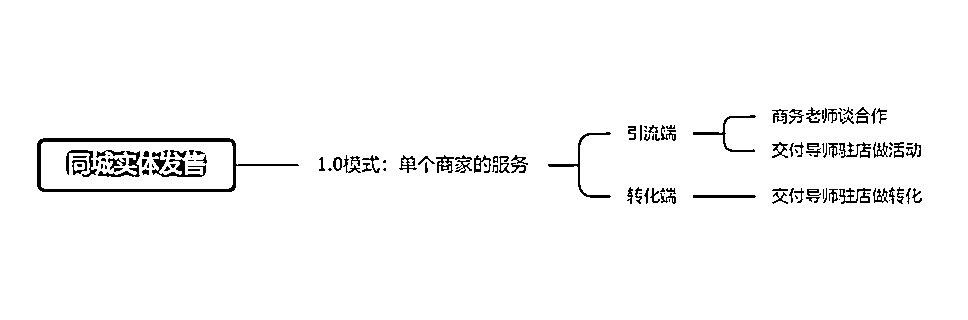 同城实体发售
1.0模式：单个商家的服务
引流端
商务老师谈合作
交付导师驻店做活动
转化端
交付导师驻店做转化